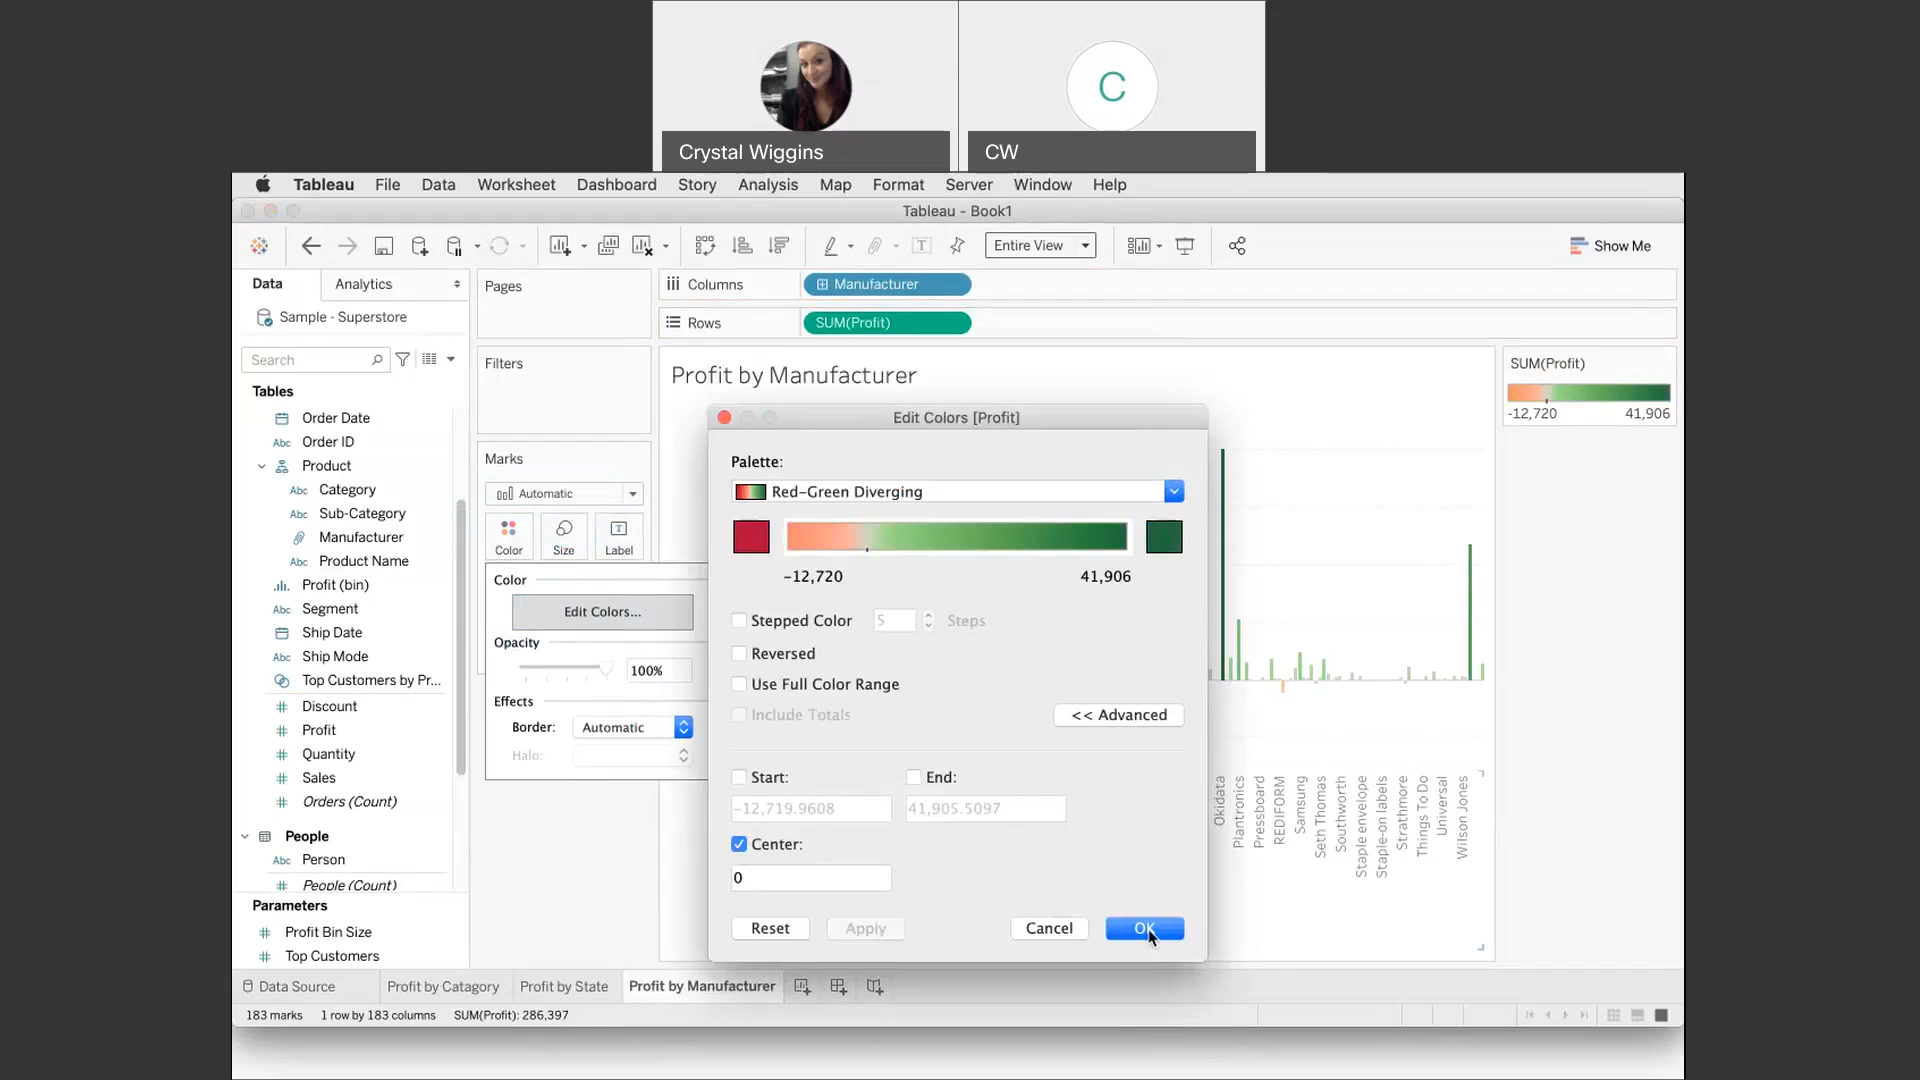 C
Crystal Wiggins
CW
Tableau File Data Worksheet Dashboard Story Analysis Map Format Server Window Help
Tableau - Book1
Entire View
Show Me
Data
Analytics
Sample - Superstore
Search
Tables
Order Date
Abc Order ID
Product
Abc Category
Abc Sub-Category
Manufacturer
Abc Product Name
Profit (bin)
Abc Segment
Ship Date
Abc Ship Mode
Top Customers by Pr...
# Discount
# Profit
# Quantity
# Sales
# Orders (Count)
People
Abc Person
# People (Count)
Parameters
# Profit Bin Size
# Top Customers
Pages
Filters
Marks
Automatic
Color
Size
T
Label
Color
Edit Colors...
Opacity
100%
Effects
Border: Automatic
Halo:
Columns
Manufacturer
Rows
SUM(Profit)
Profit by Manufacturer
Edit Colors [Profit]
Palette:
Red-Green Diverging
-12,720
41,906
Stepped Color
5
Steps
Reversed
Use Full Color Range
Include Totals
<< Advanced
Start:
End:
-12,719.9608
41,905.5097
Center:
0
Reset
Apply
Cancel
OK
SUM(Profit)
-12,720
41,906
Okidata
Plantronics
Pressboard
REDIFORM
Samsung
Seth Thomas
Southworth
Staple envelope
Staple-on labels
Strathmore
Things To Do
Universal
Wilson Jones
Data Source
Profit by Catagory
Profit by State
Profit by Manufacturer
183 marks
1 row by 183 columns
SUM(Profit): 286,397